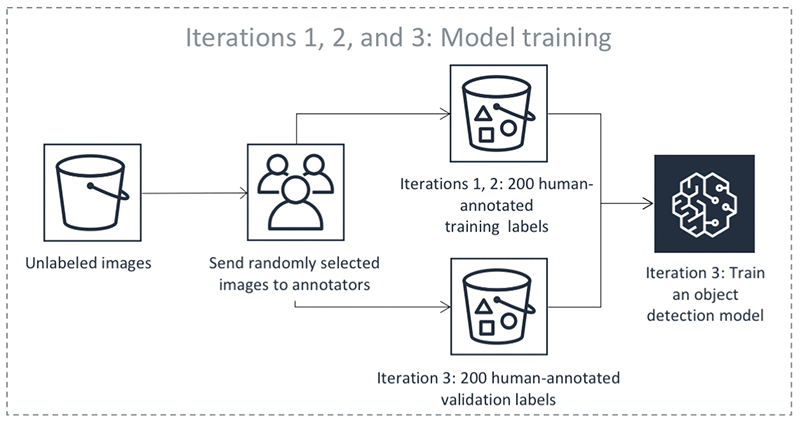 Iterations 1, 2, and 3: Model training
Unlabeled images
Send randomly selected
images to annotators
Iterations 1, 2: 200 human-
annotated
training labels
Iteration 3: 200 human-annotated
validation labels
Iteration 3: Train
an object
detection model